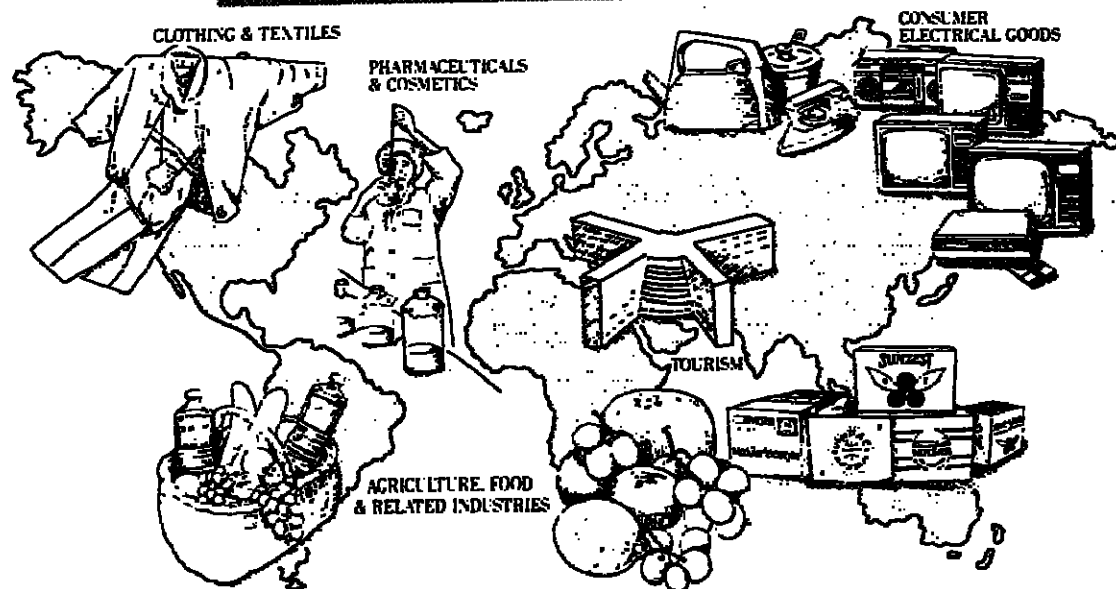 CLOTHING & TEXTILES
PHARMACEUTICALS
& COSMETICS
CONSUMER
ELECTRICAL GOODS
TOURISM
SUNZEST
AGRICULTURE, FOOD
& RELATED INDUSTRIES